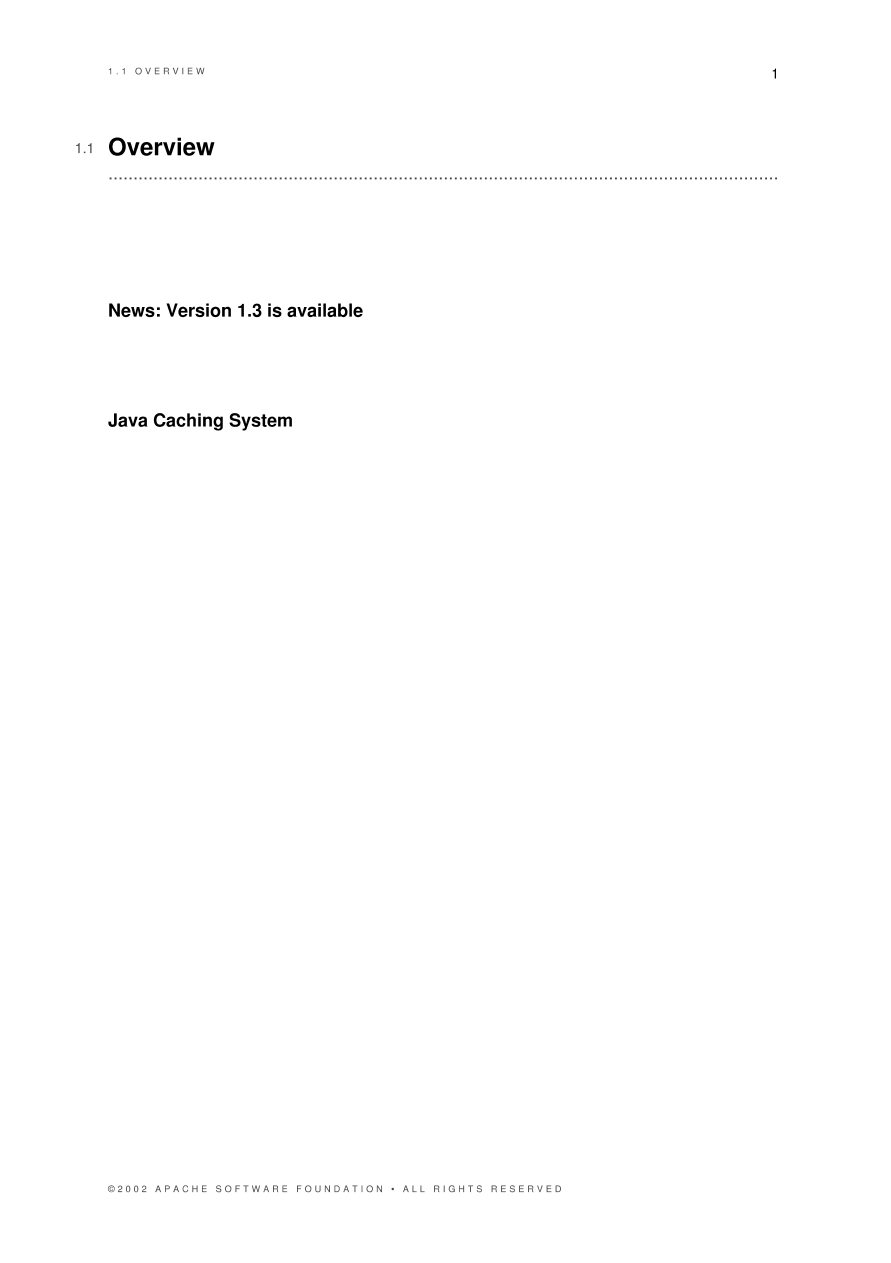 1.1 OVERVIEW
1
1.1 Overview
News: Version 1.3 is available
Java Caching System
©2002 APACHE SOFTWARE FOUNDATION • ALL RIGHTS RESERVED